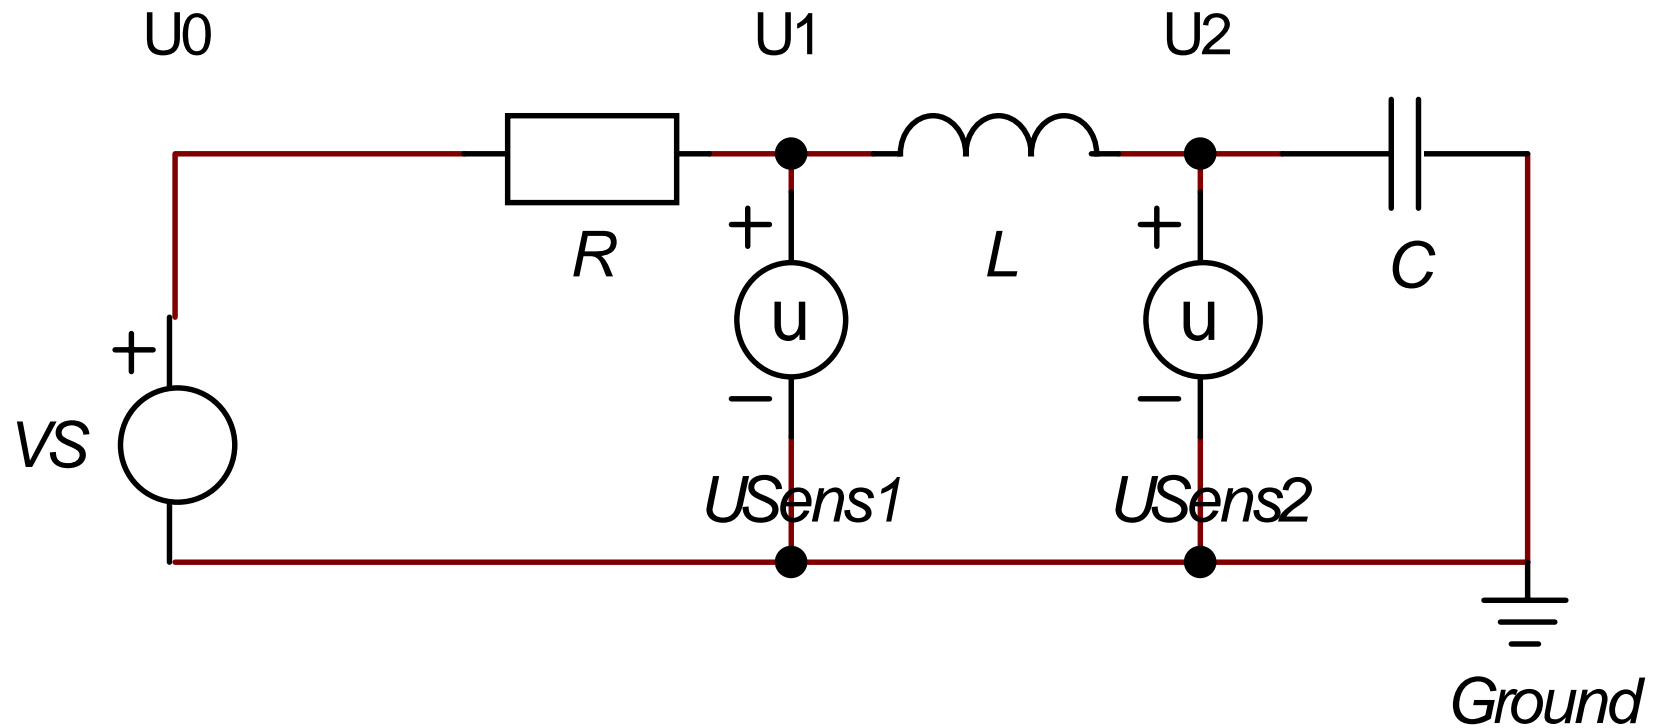 U0 U1 U2
R
L
C
+ + +
u u
VS
− −
USens1 USens2
Ground